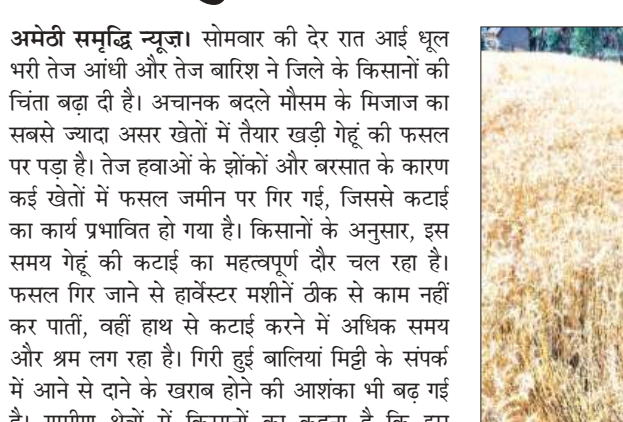 अमेठी समृद्धि न्यूज़। सोमवार की देर रात आई धूल
भरी तेज आंधी और तेज बारिश ने जिले के किसानों की
चिंता बढ़ा दी है। अचानक बदले मौसम के मिजाज का
सबसे ज्यादा असर खेतों में तैयार खड़ी गेहूं की फसल
पर पड़ा है। तेज हवाओं के झोंकों और बरसात के कारण
कई खेतों में फसल जमीन पर गिर गई, जिससे कटाई
का कार्य प्रभावित हो गया है। किसानों के अनुसार, इस
समय गेहूं की कटाई का महत्वपूर्ण दौर चल रहा है।
फसल गिर जाने से हार्वेस्टर मशीनें ठीक से काम नहीं
कर पातीं, वहीं हाथ से कटाई करने में अधिक समय
और श्रम लग रहा है। गिरी हुई बालियां मिट्टी के संपर्क
में आने से दाने के खराब होने की आशंका भी बढ़ गई
है। ग्रामीण क्षेत्रों में किसानों का कहना है कि इस